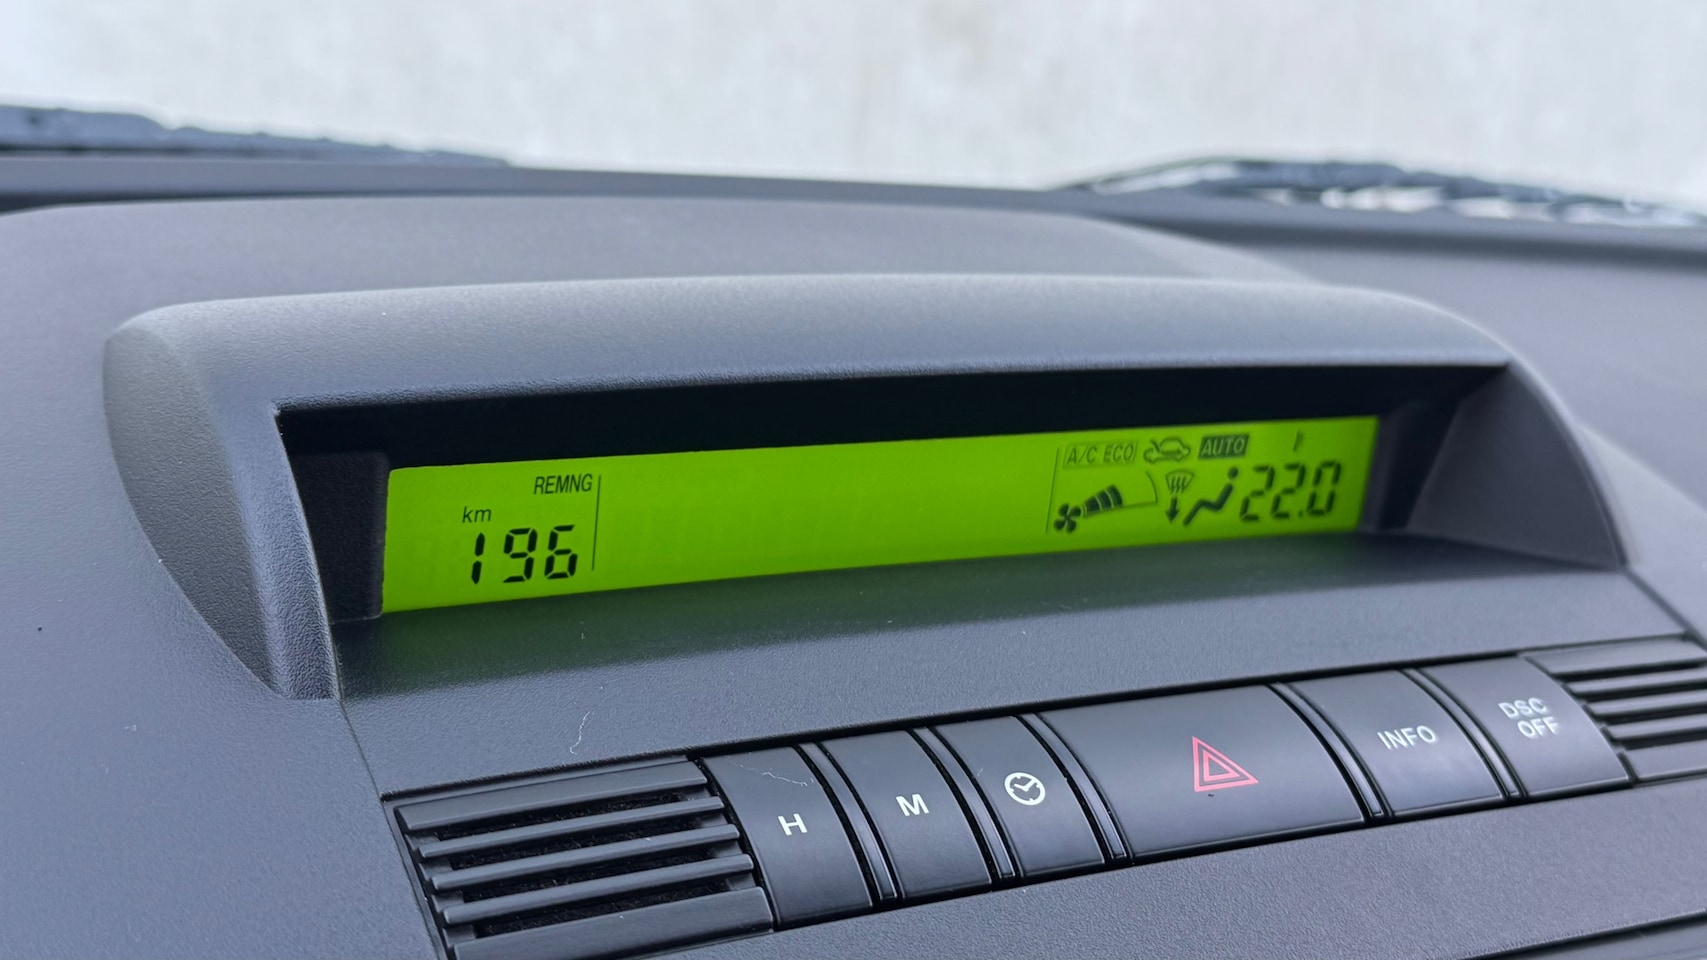 REMNG
km
196
A/C ECO AUTO
22.0
H M INFO DSC
OFF